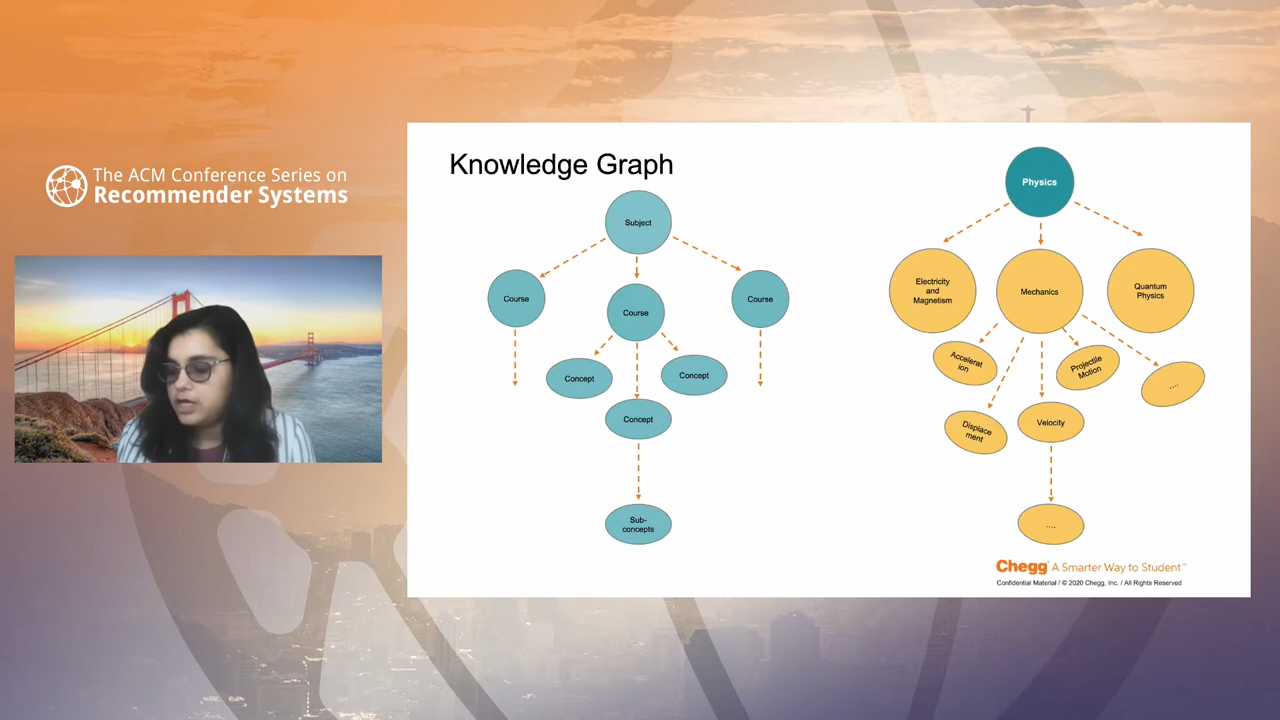 The ACM Conference Series on
Recommender Systems
Knowledge Graph
Subject
Course
Course
Course
Concept
Concept
Concept
Sub-
concepts
Physics
Electricity
and
Magnetism
Mechanics
Quantum
Physics
Accelerat
ion
Projectile
Motion
....
Displace
ment
Velocity
....
Chegg® A Smarter Way to Student™
Confidential Material / © 2020 Chegg, Inc. / All Rights Reserved